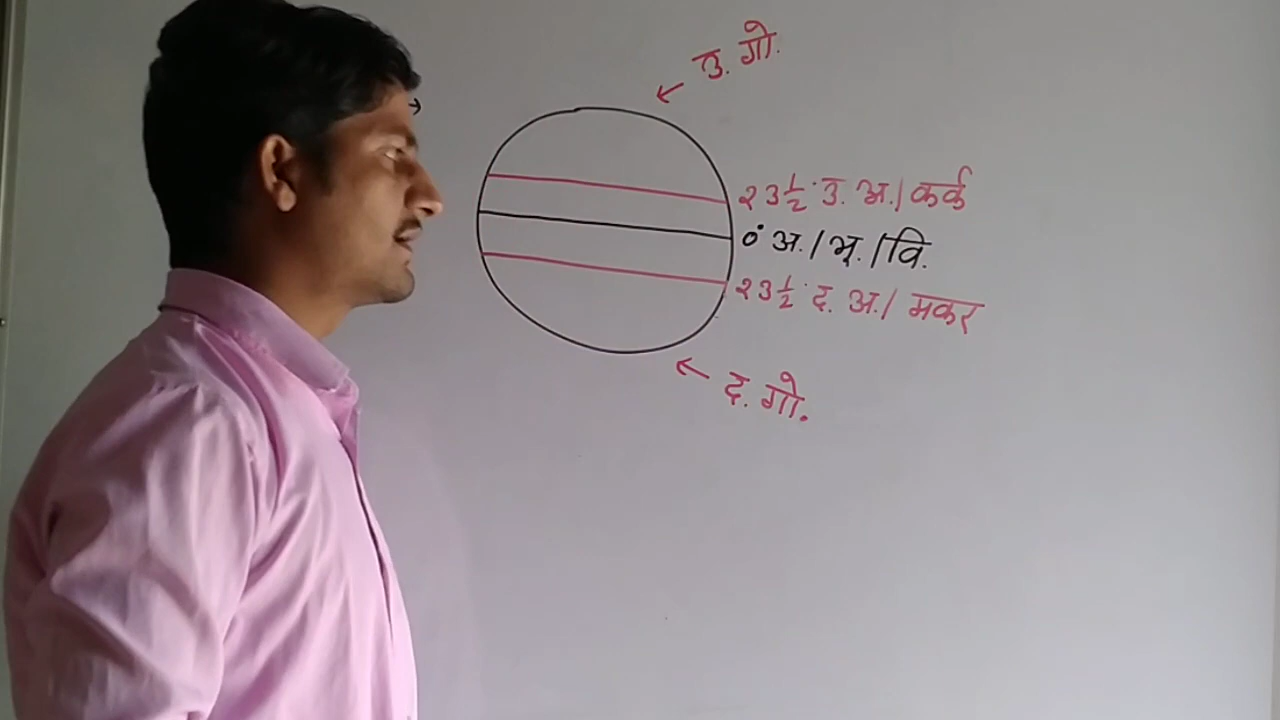 उ. गो.
२३½° उ. अ./कर्क
०° अ./भू./वि.
२३½° द. अ./ मकर
द. गो.